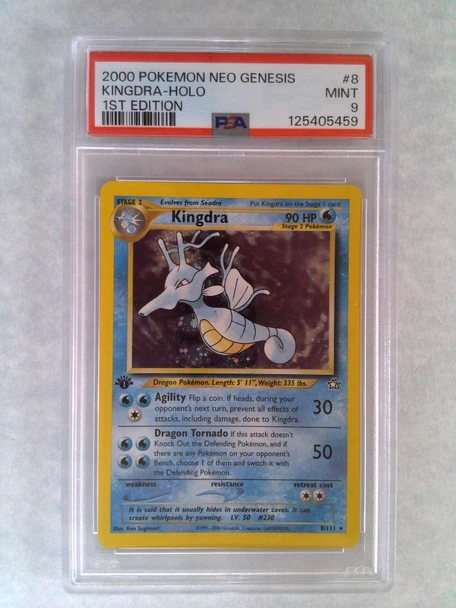 2000 POKEMON NEO GENESIS #8
KINGDRA-HOLO MINT
1ST EDITION 9
PSA 125405459
STAGE 2 Evolves from Seadra Put Kingdra on the Stage 1 card
Kingdra 90 HP
Stage 2 Pokémon
EDITION 1
Dragon Pokémon. Length: 5' 11", Weight: 335 lbs.
Agility Flip a coin. If heads, during your
opponent's next turn, prevent all effects of 30
attacks, including damage, done to Kingdra.
Dragon Tornado If this attack doesn't
Knock Out the Defending Pokémon, and if
there are any Pokémon on your opponent's 50
Bench, choose 1 of them and switch it with
the Defending Pokémon.
weakness resistance retreat cost
It is said that it usually hides in underwater caves. It can
create whirlpools by yawning. LV. 50 #230
Illus. Ken Sugimori 8/111 ★